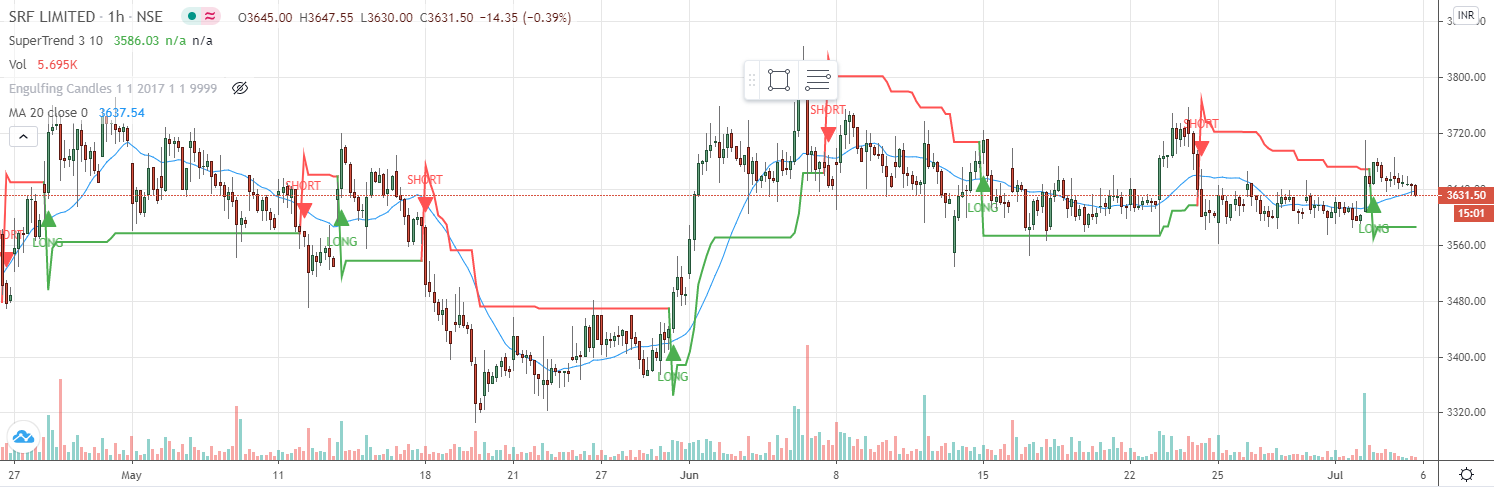 SRF LIMITED · 1h · NSE O3645.00 H3647.55 L3630.00 C3631.50 −14.35 (−0.39%)
INR
SuperTrend 3 10 3586.03 n/a n/a
Vol 5.695K
Engulfing Candles 1 1 2017 1 1 9999
MA 20 close 0 3637.54
3800.00
SHORT
SHORT
3720.00
SHORT
SHORT
3631.50
15:01
LONG
LONG
LONG
LONG
3560.00
3480.00
LONG
3400.00
3320.00
27 May 11 18 21 27 Jun 8 15 22 25 Jul 6